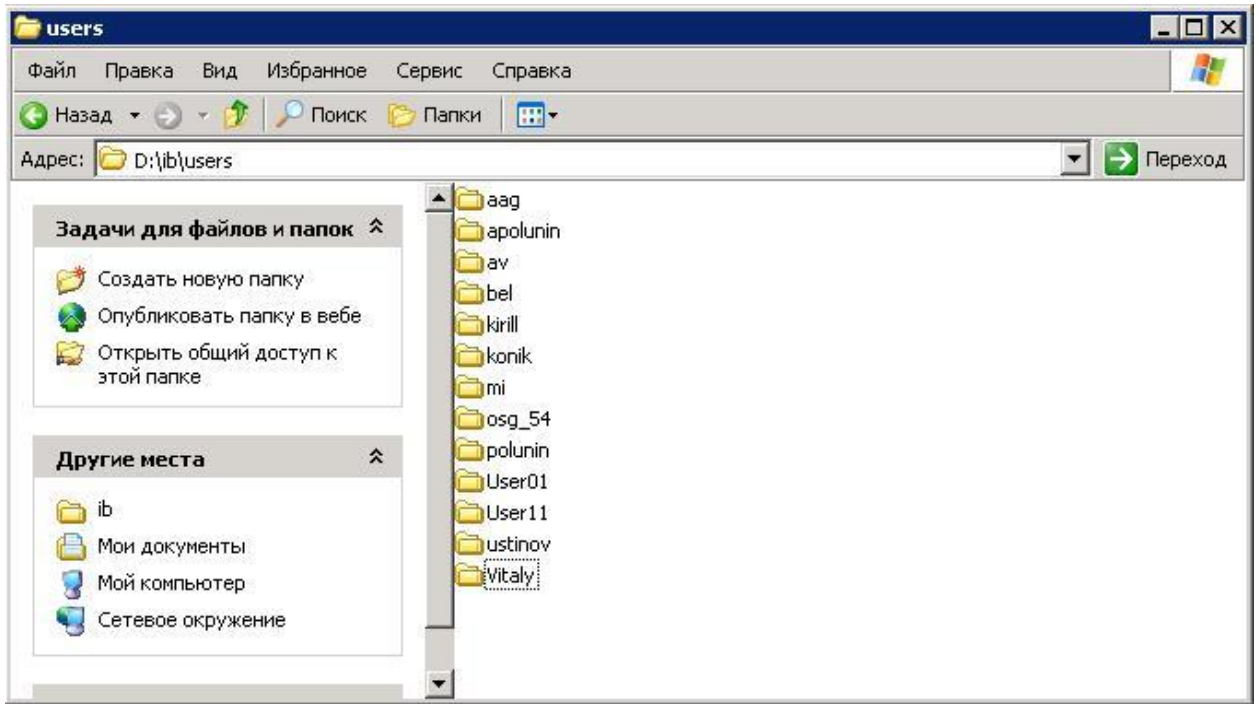 users
Файл Правка Вид Избранное Сервис Справка
Назад Поиск Папки
Адрес: D:\ib\users Переход
Задачи для файлов и папок
Создать новую папку
Опубликовать папку в вебе
Открыть общий доступ к
этой папке
Другие места
ib
Мои документы
Мой компьютер
Сетевое окружение
aag
apolunin
av
bel
kirill
konik
mi
osg_54
polunin
User01
User11
ustinov
Vitaly